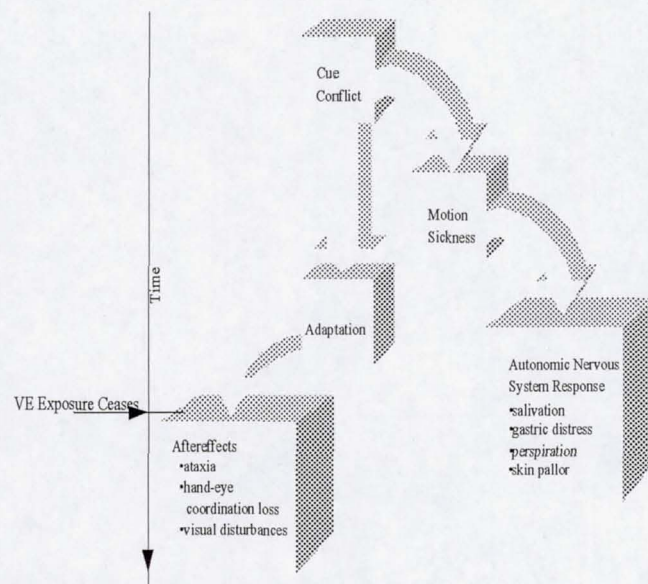 Cue
Conflict
Motion
Sickness
Time
Adaptation
Autonomic Nervous
System Response
•salivation
•gastric distress
•perspiration
•skin pallor
VE Exposure Ceases
Aftereffects
•ataxia
•hand-eye
coordination loss
•visual disturbances